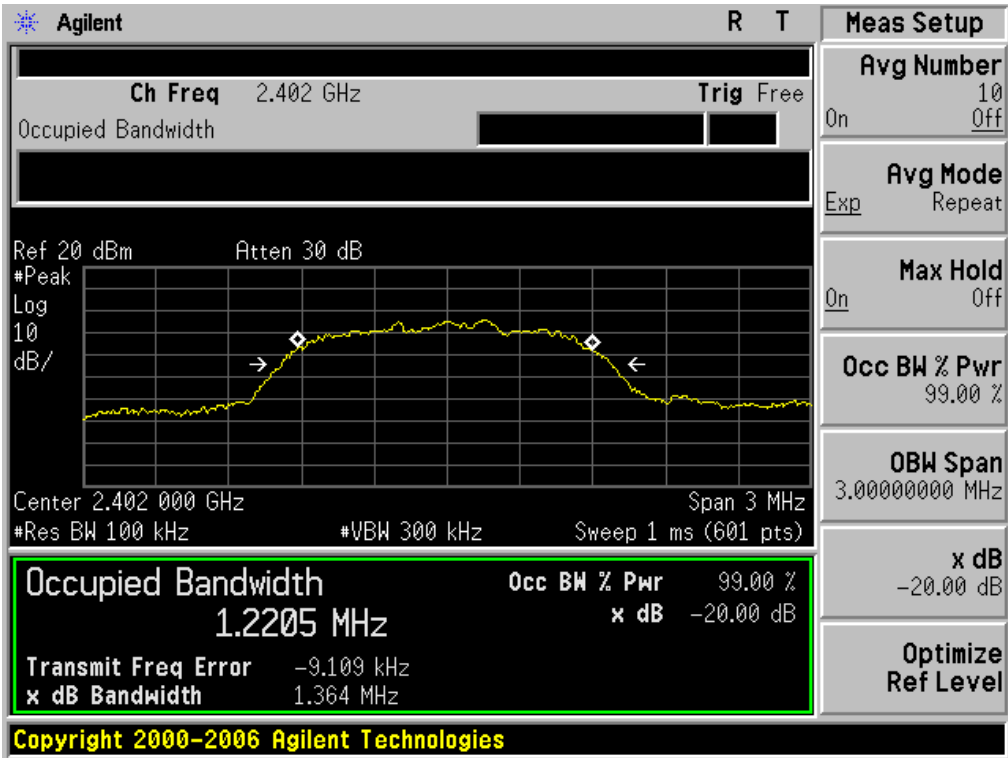 Agilent R T
Ch Freq 2.402 GHz Trig Free
Occupied Bandwidth
Ref 20 dBm Atten 30 dB
#Peak
Log
10
dB/
Center 2.402 000 GHz Span 3 MHz
#Res BW 100 kHz #VBW 300 kHz Sweep 1 ms (601 pts)
Occupied Bandwidth Occ BW % Pwr 99.00 %
1.2205 MHz x dB -20.00 dB
Transmit Freq Error -9.109 kHz
x dB Bandwidth 1.364 MHz
Copyright 2000-2006 Agilent Technologies
Meas Setup
Avg Number
10
On Off
Avg Mode
Exp Repeat
Max Hold
On Off
Occ BW % Pwr
99.00 %
OBW Span
3.00000000 MHz
x dB
-20.00 dB
Optimize
Ref Level